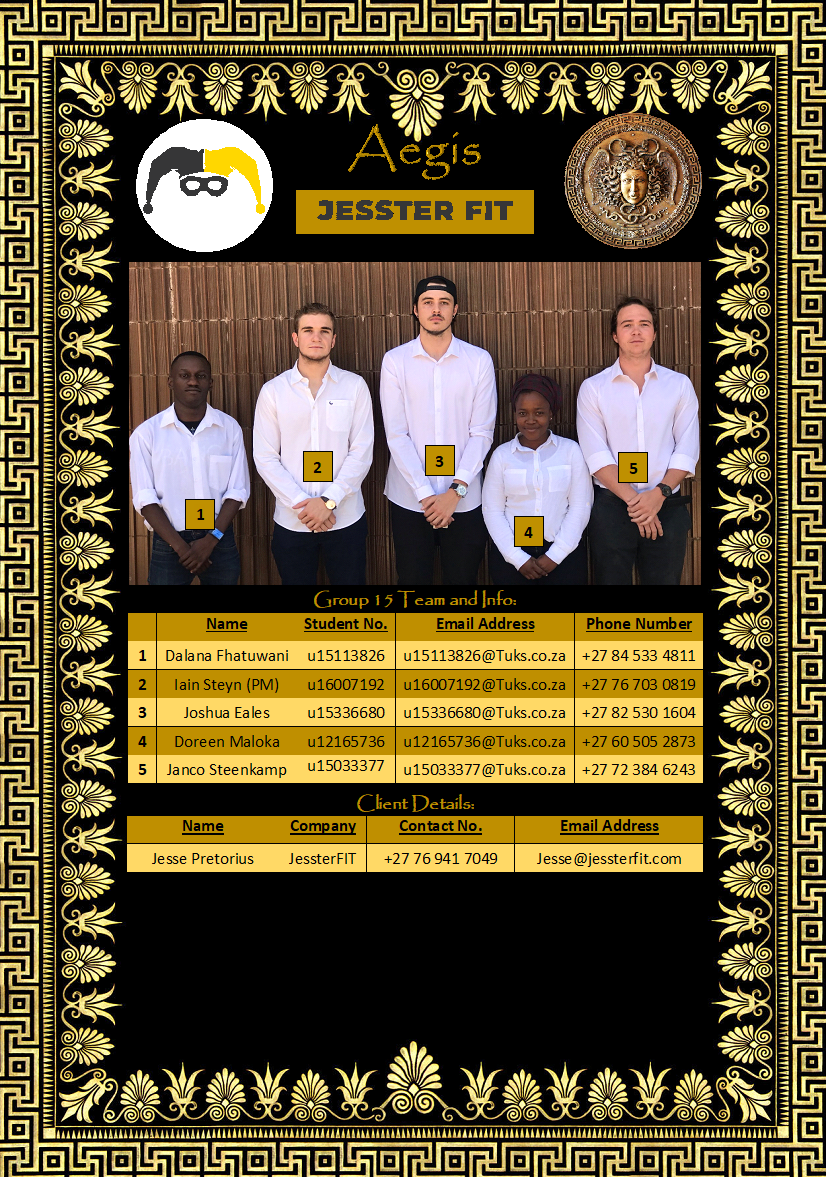 Aegis
JESSTER FIT
1
2
3
4
5
Group 15 Team and Info:
Name Student No. Email Address Phone Number
1 Dalana Fhatuwani u15113826 u15113826@Tuks.co.za +27 84 533 4811
2 Iain Steyn (PM) u16007192 u16007192@Tuks.co.za +27 76 703 0819
3 Joshua Eales u15336680 u15336680@Tuks.co.za +27 82 530 1604
4 Doreen Maloka u12165736 u12165736@Tuks.co.za +27 60 505 2873
5 Janco Steenkamp u15033377 u15033377@Tuks.co.za +27 72 384 6243
Client Details:
Name Company Contact No. Email Address
Jesse Pretorius JessterFIT +27 76 941 7049 Jesse@jessterfit.com